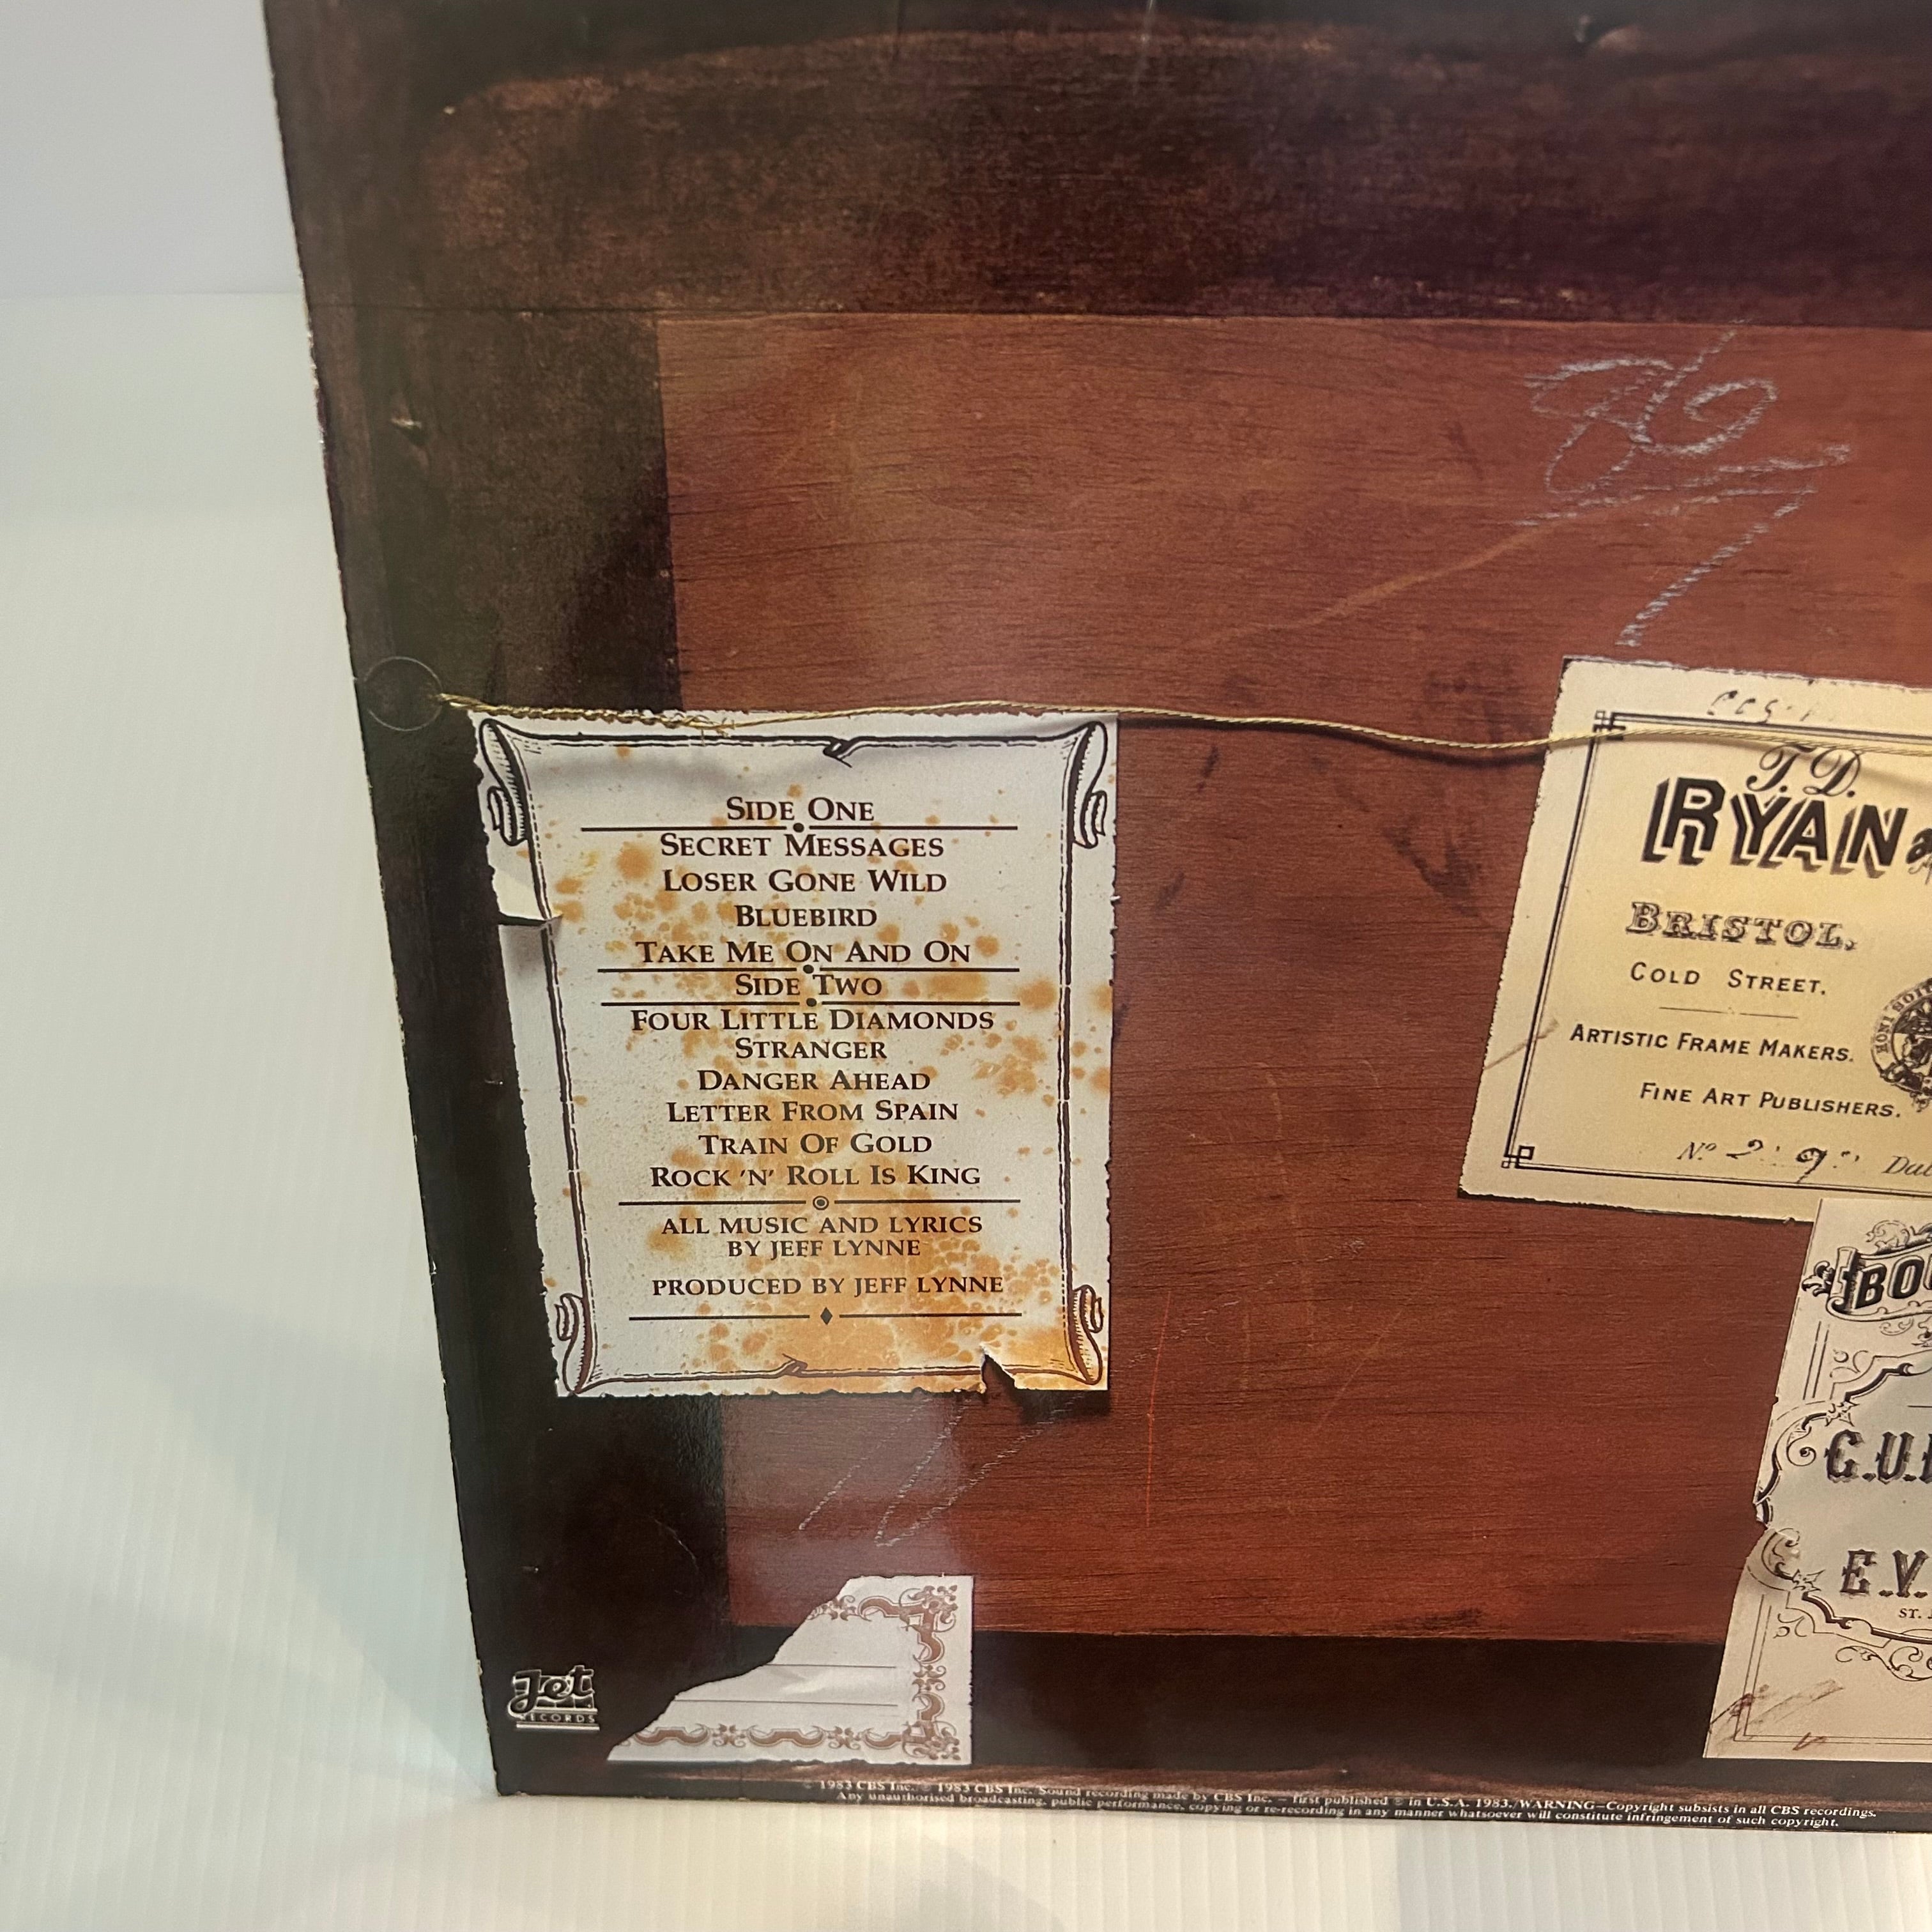 SIDE ONE
SECRET MESSAGES
LOSER GONE WILD
BLUEBIRD
TAKE ME ON AND ON
SIDE TWO
FOUR LITTLE DIAMONDS
STRANGER
DANGER AHEAD
LETTER FROM SPAIN
TRAIN OF GOLD
ROCK 'N' ROLL IS KING
ALL MUSIC AND LYRICS
BY JEFF LYNNE
PRODUCED BY JEFF LYNNE
T.D.
RYAN
BRISTOL.
COLD STREET.
ARTISTIC FRAME MAKERS.
FINE ART PUBLISHERS.
No 2
E.V.
ST.
Jet
RECORDS
1983 CBS Inc. 1983 CBS Inc. Sound recording made by CBS Inc. – first published ℗ in U.S.A. 1983. WARNING—Copyright subsists in all CBS recordings.
Any unauthorised broadcasting, public performance, copying or re-recording in any manner whatsoever will constitute infringement of such copyright.